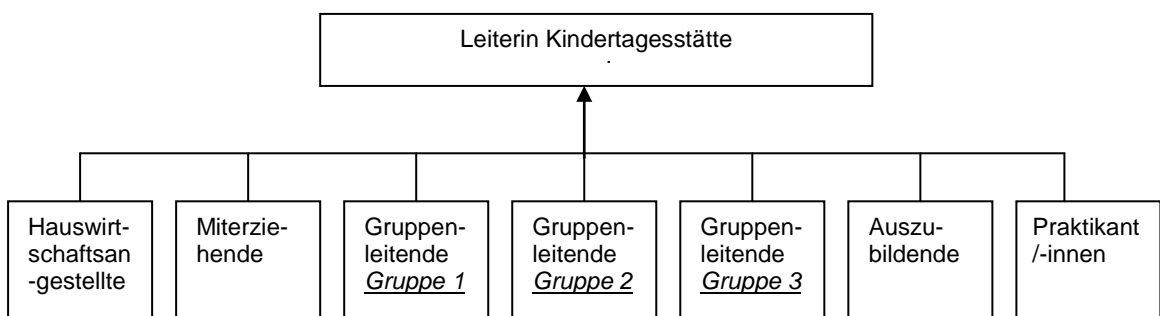 Leiterin Kindertagesstätte
.
Hauswirt-
schaftsan
-gestellte
Miterzie-
hende
Gruppen-
leitende
Gruppe 1
Gruppen-
leitende
Gruppe 2
Gruppen-
leitende
Gruppe 3
Auszu-
bildende
Praktikant
/-innen